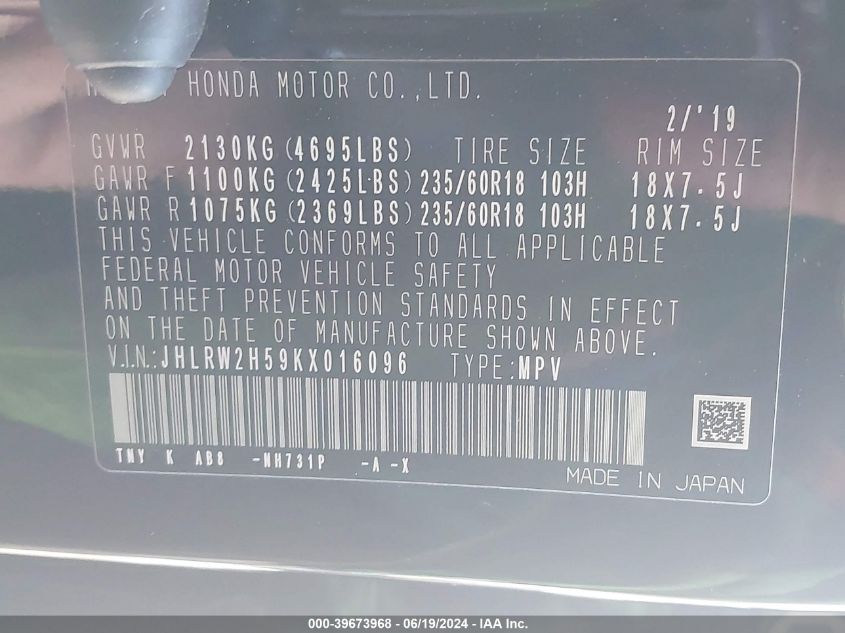 HONDA MOTOR CO.,LTD.
2/'19
GVWR 2130KG(4695LBS) TIRE SIZE RIM SIZE
GAWR F1100KG(2425LBS)235/60R18 103H 18X7.5J
GAWR R1075KG(2369LBS)235/60R18 103H 18X7.5J
THIS VEHICLE CONFORMS TO ALL APPLICABLE
FEDERAL MOTOR VEHICLE SAFETY
AND THEFT PREVENTION STANDARDS IN EFFECT
ON THE DATE OF MANUFACTURE SHOWN ABOVE.
V.I.N.:JHLRW2H59KX016096 TYPE:MPV
TNY K AB8 -NH731P -A -X
MADE IN JAPAN
000-39673968 - 06/19/2024 - IAA Inc.